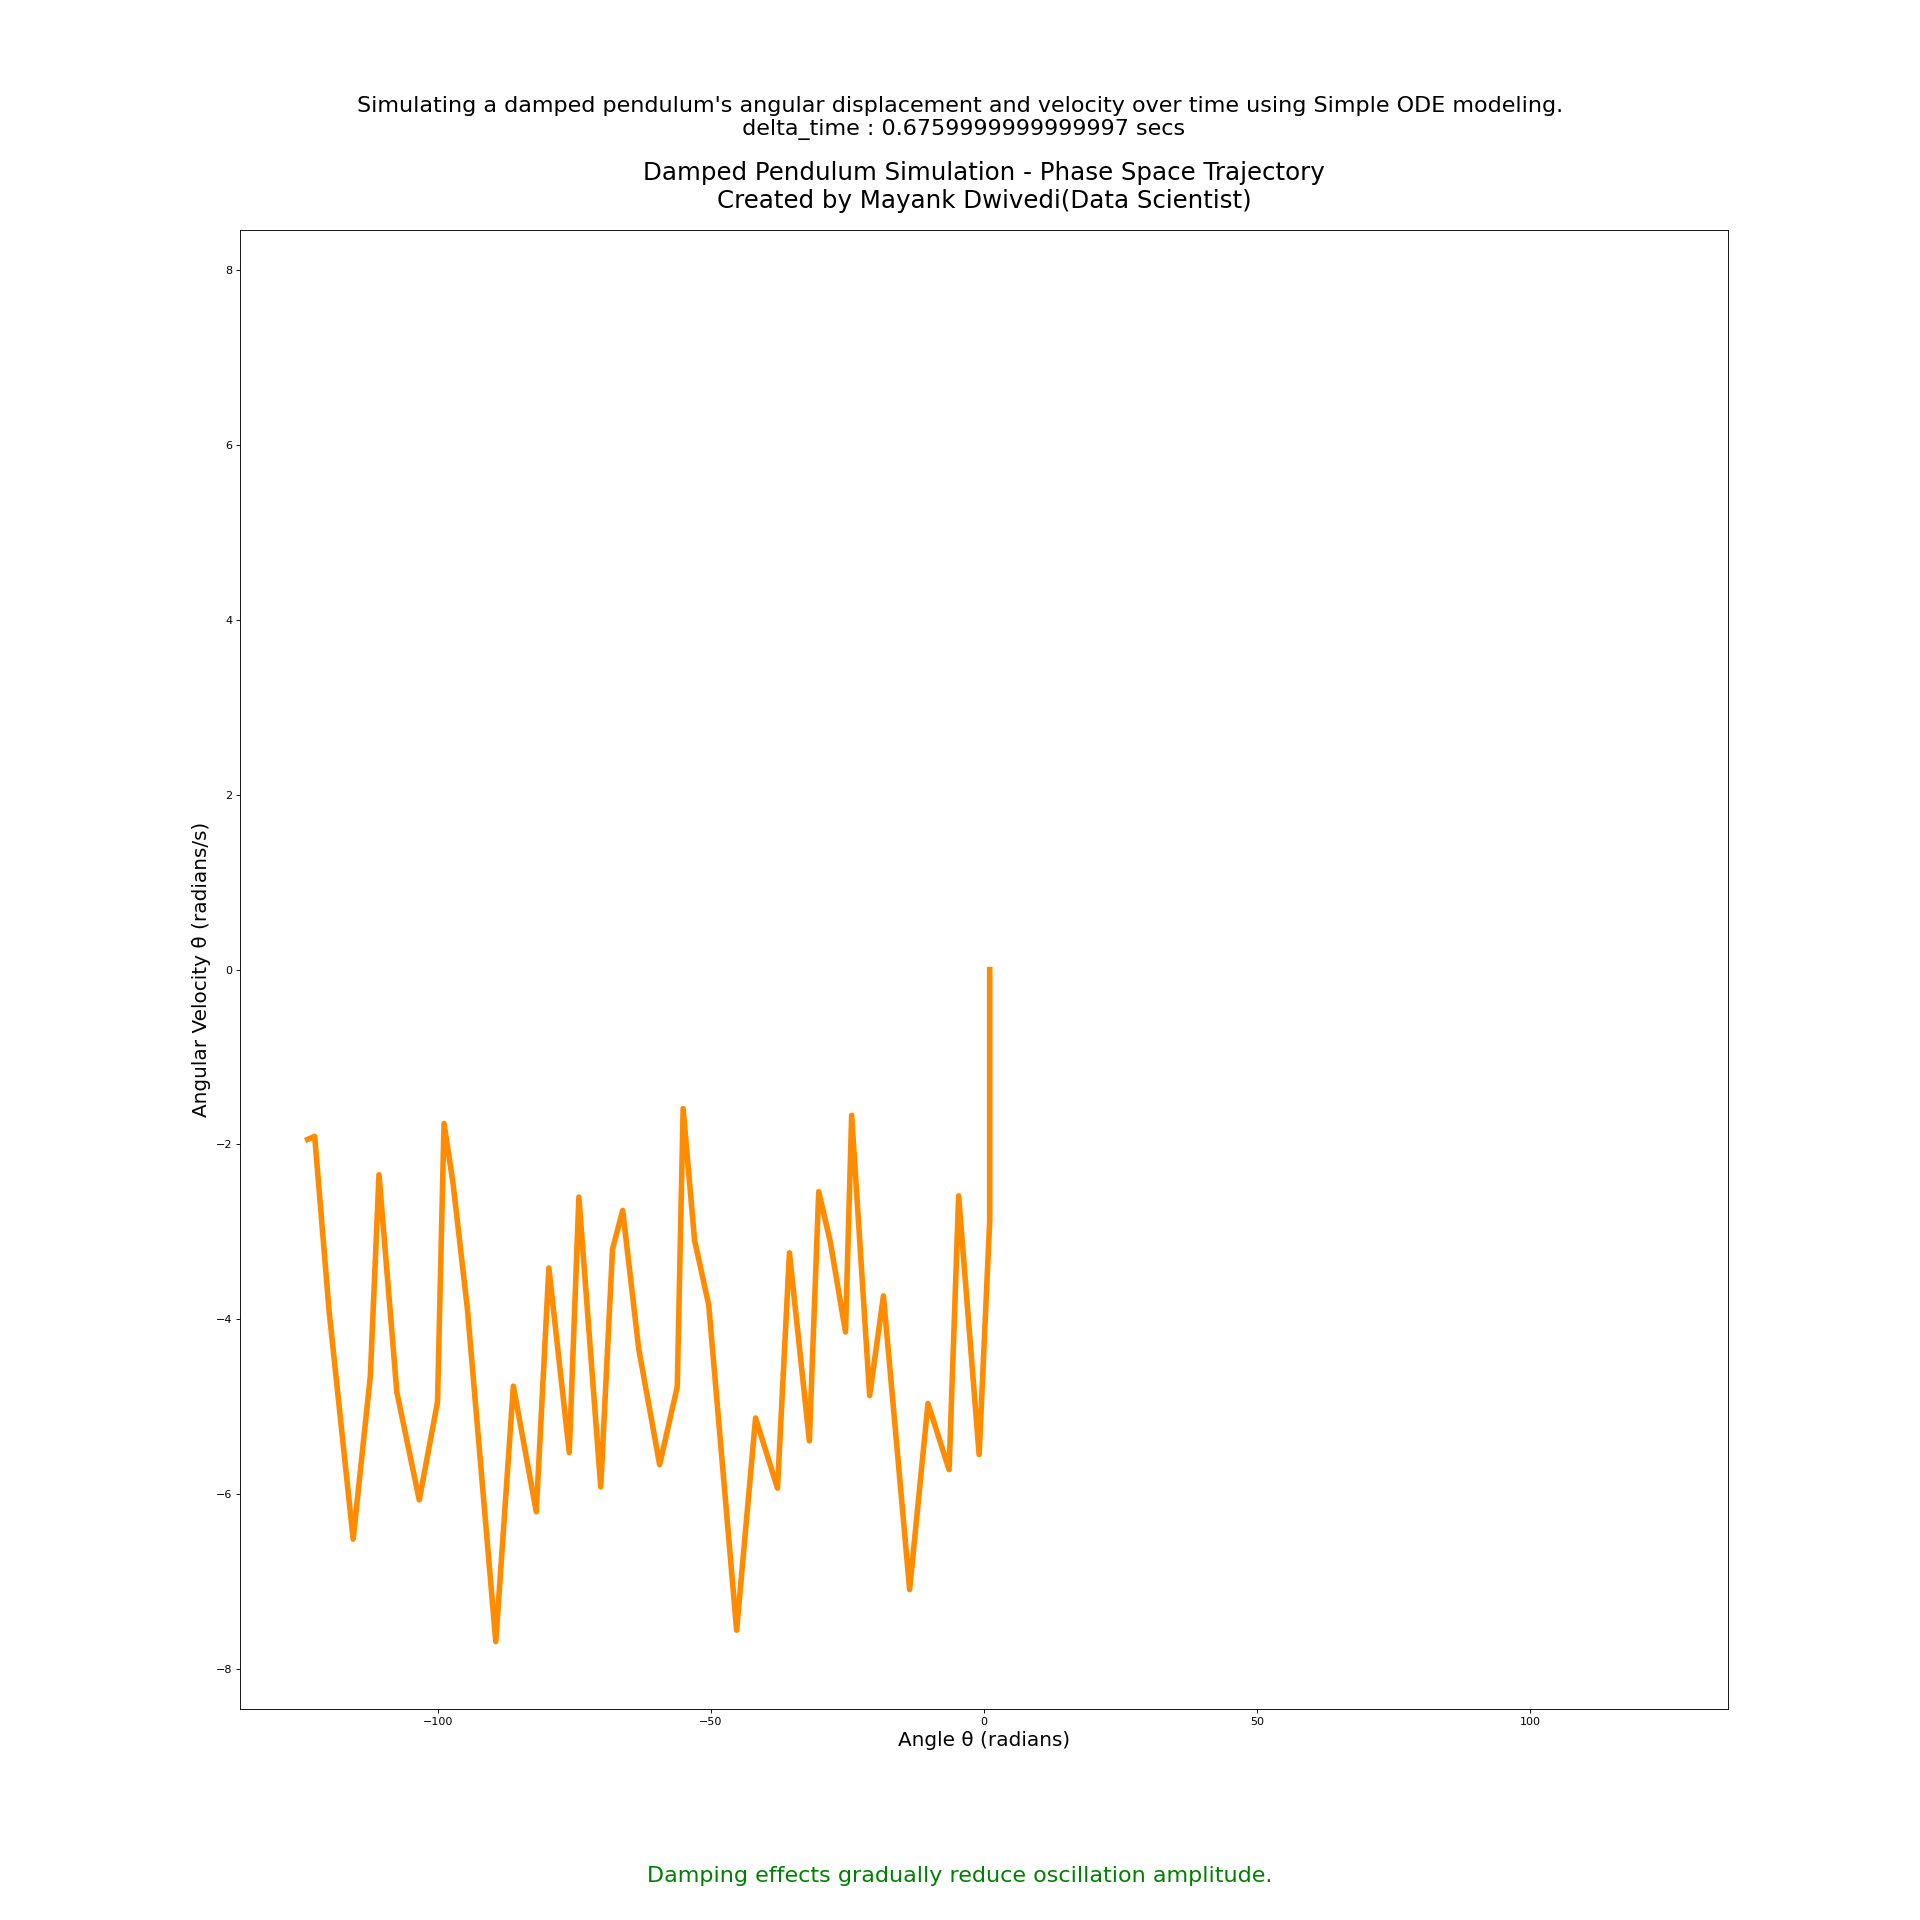 Simulating a damped pendulum's angular displacement and velocity over time using Simple ODE modeling.
delta_time : 0.6759999999999997 secs
Damped Pendulum Simulation - Phase Space Trajectory
Created by Mayank Dwivedi(Data Scientist)
8
6
4
2
0
−2
−4
−6
−8
Angular Velocity θ (radians/s)
−100
−50
0
50
100
Angle θ (radians)
Damping effects gradually reduce oscillation amplitude.